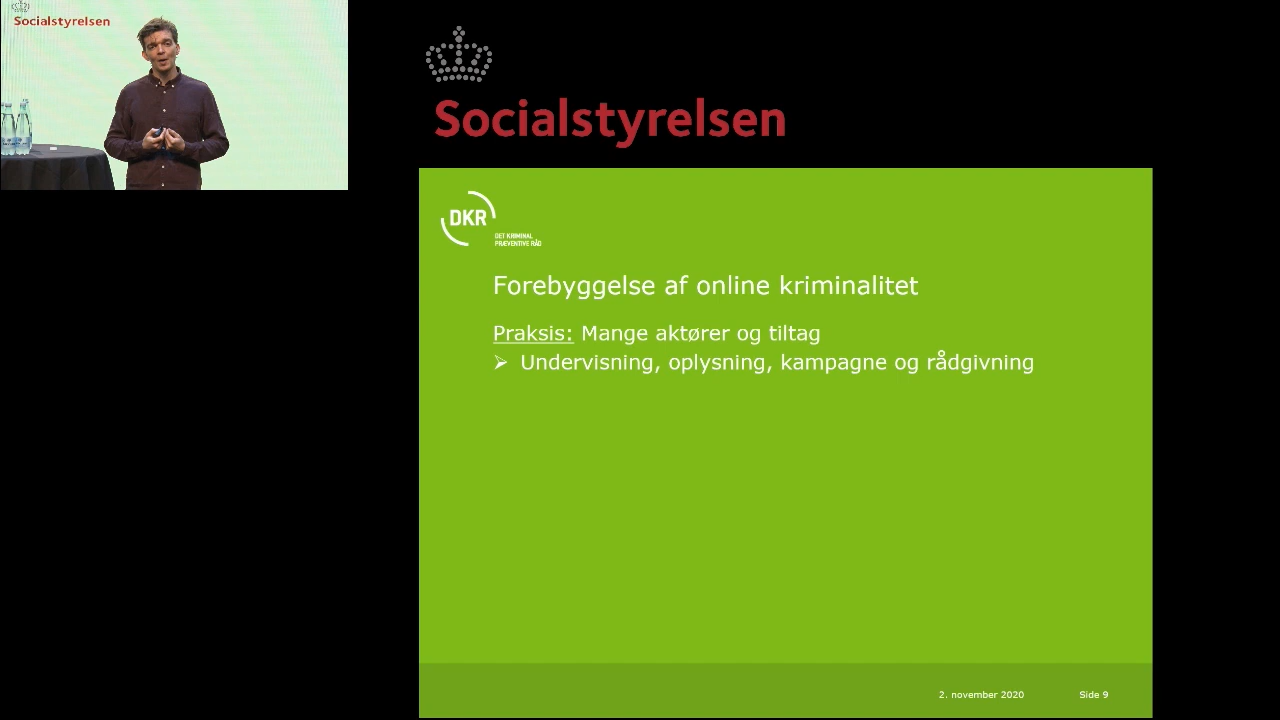 Socialstyrelsen
Socialstyrelsen
DKR
DET KRIMINAL
PRÆVENTIVE RÅD
Forebyggelse af online kriminalitet
Praksis: Mange aktører og tiltag
➢ Undervisning, oplysning, kampagne og rådgivning
2. november 2020
Side 9